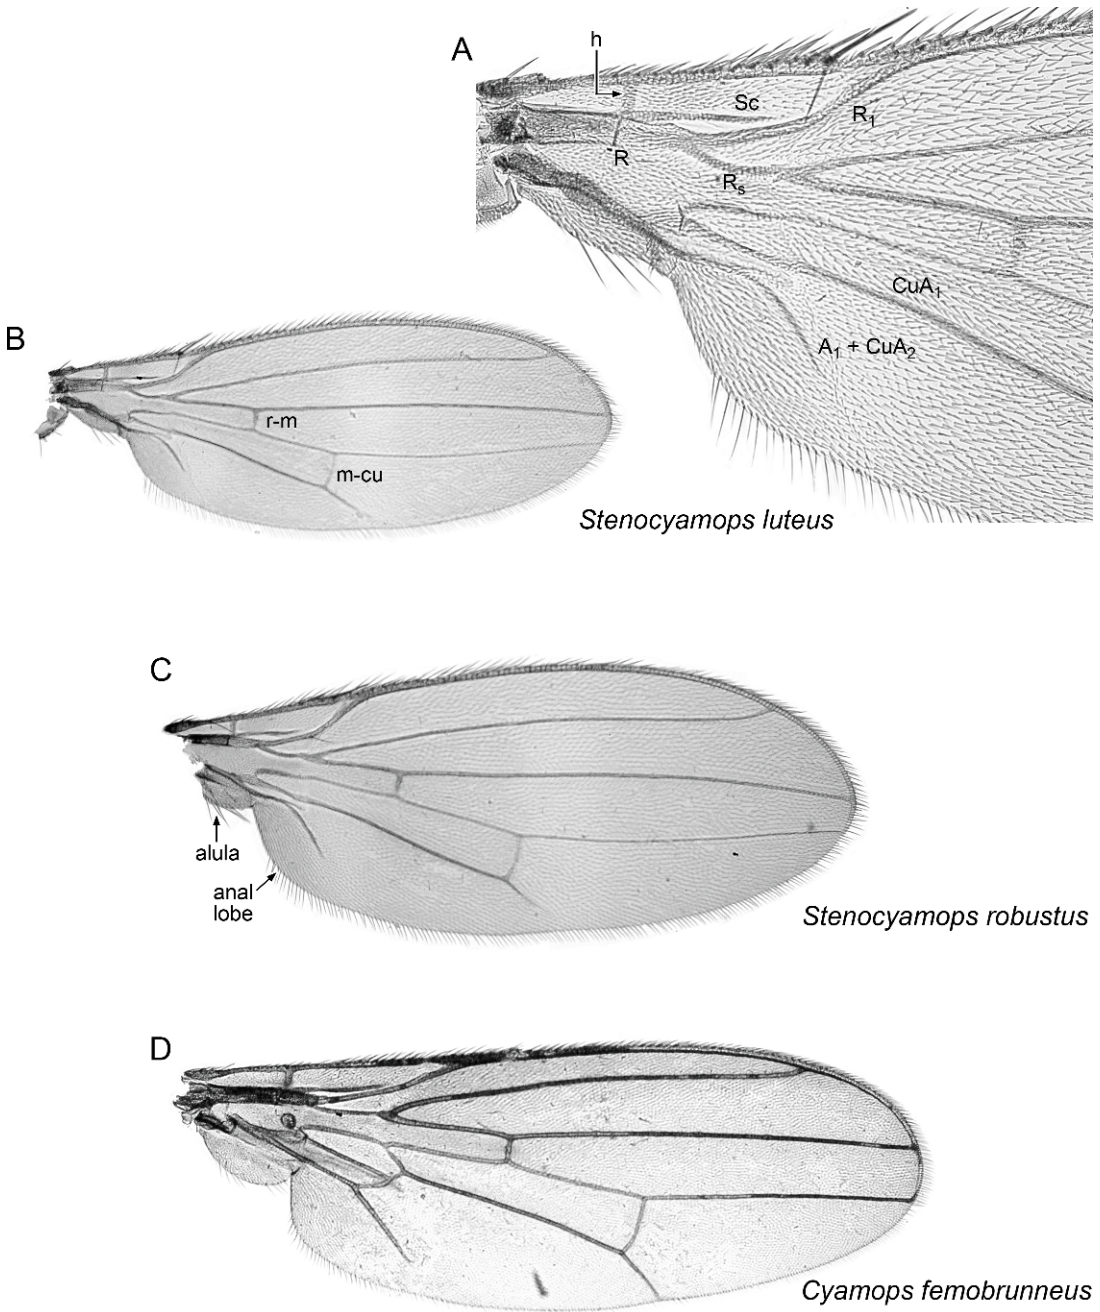 A
h
Sc
R1
R
Rs
CuA1
A1 + CuA2
B
r-m
m-cu
Stenocyamops luteus
C
alula
anal
lobe
Stenocyamops robustus
D
Cyamops femobrunneus